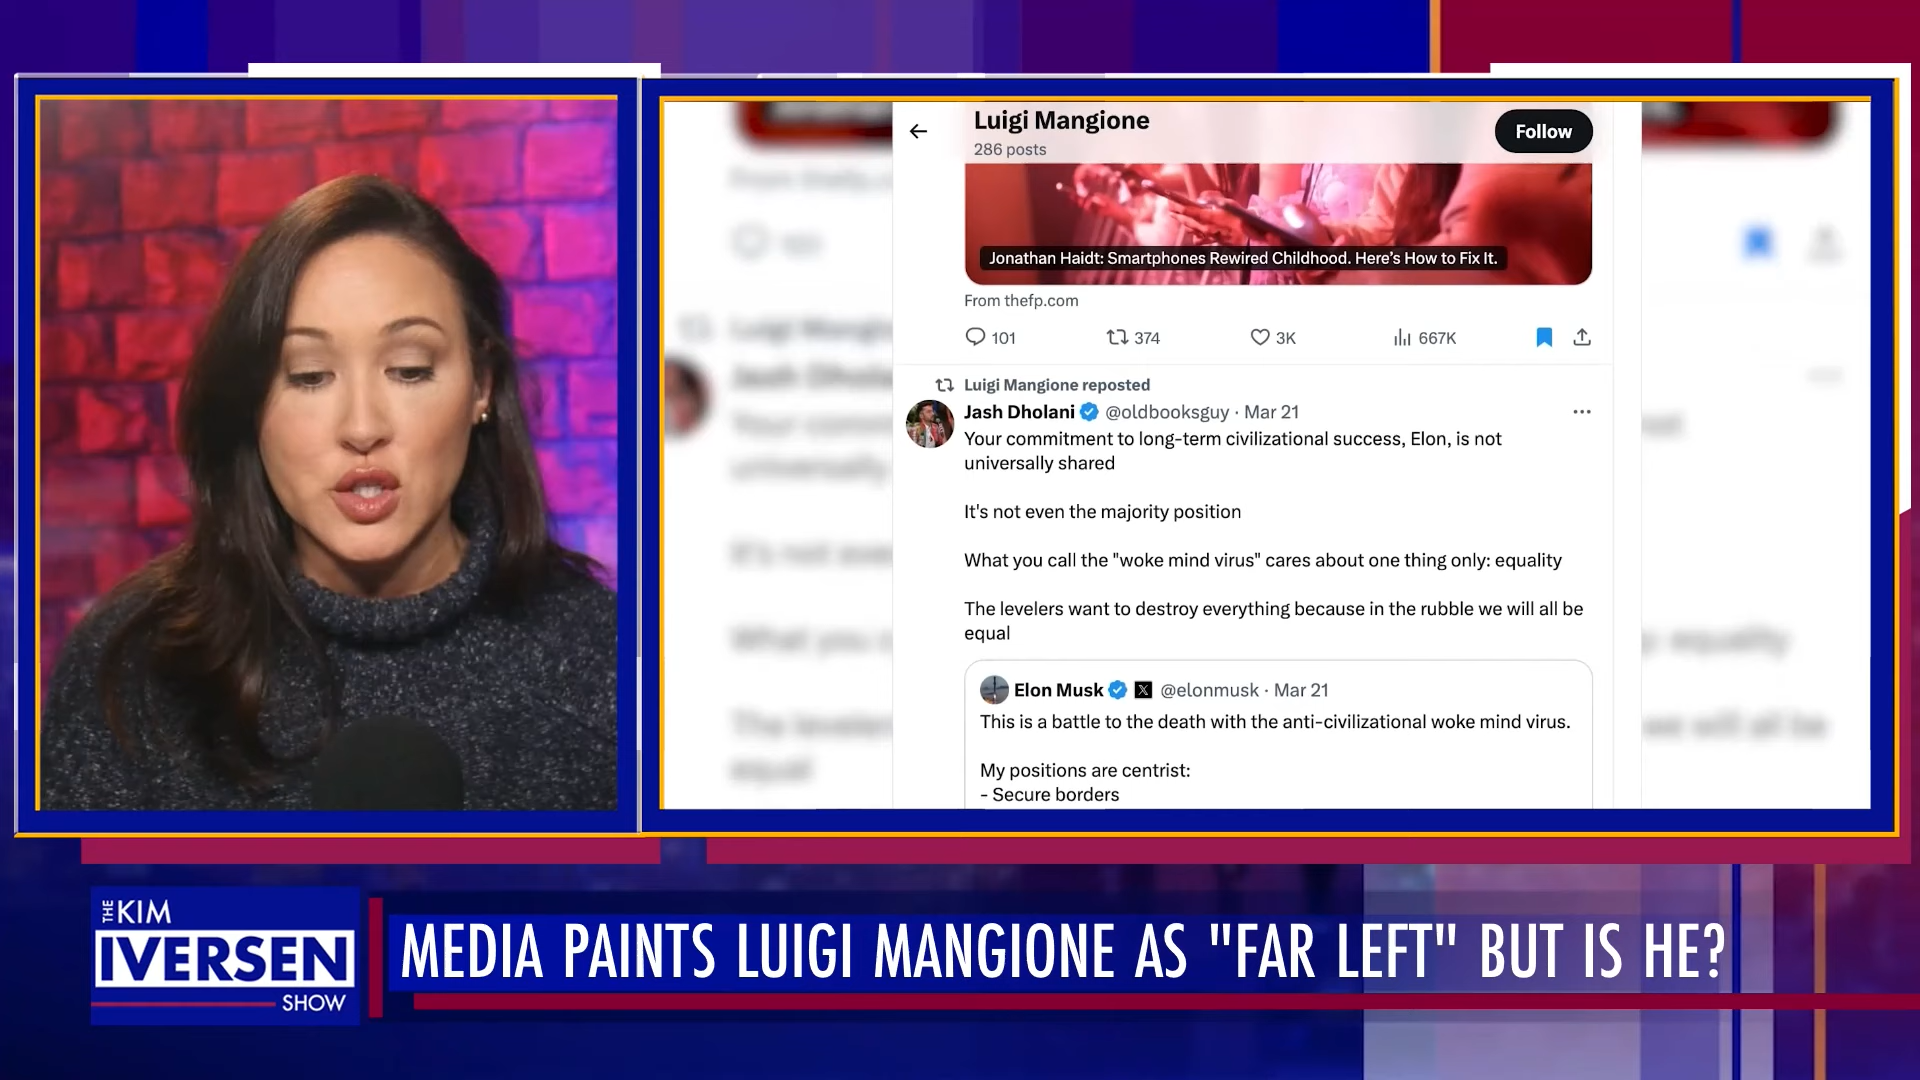 Luigi Mangione
286 posts
Follow
Jonathan Haidt: Smartphones Rewired Childhood. Here's How to Fix It.
From thefp.com
101 374 3K 667K
Luigi Mangione reposted
Jash Dholani @oldbooksguy · Mar 21
Your commitment to long-term civilizational success, Elon, is not
universally shared
It's not even the majority position
What you call the "woke mind virus" cares about one thing only: equality
The levelers want to destroy everything because in the rubble we will all be
equal
Elon Musk X @elonmusk · Mar 21
This is a battle to the death with the anti-civilizational woke mind virus.
My positions are centrist:
- Secure borders
THE KIM
IVERSEN
SHOW
MEDIA PAINTS LUIGI MANGIONE AS "FAR LEFT" BUT IS HE?